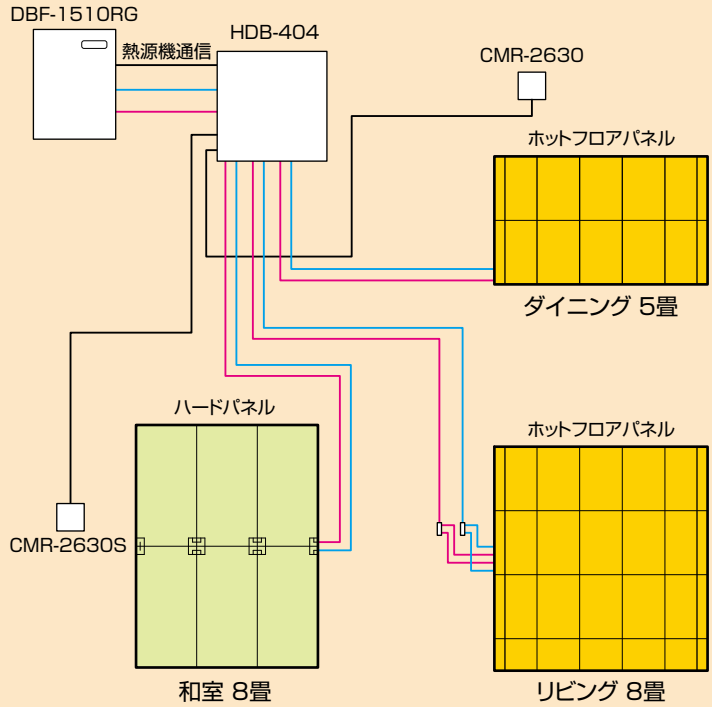 DBF-1510RG
熱源機通信
HDB-404
CMR-2630
ホットフロアパネル
ダイニング 5畳
ハードパネル
ホットフロアパネル
CMR-2630S
和室 8畳
リビング 8畳